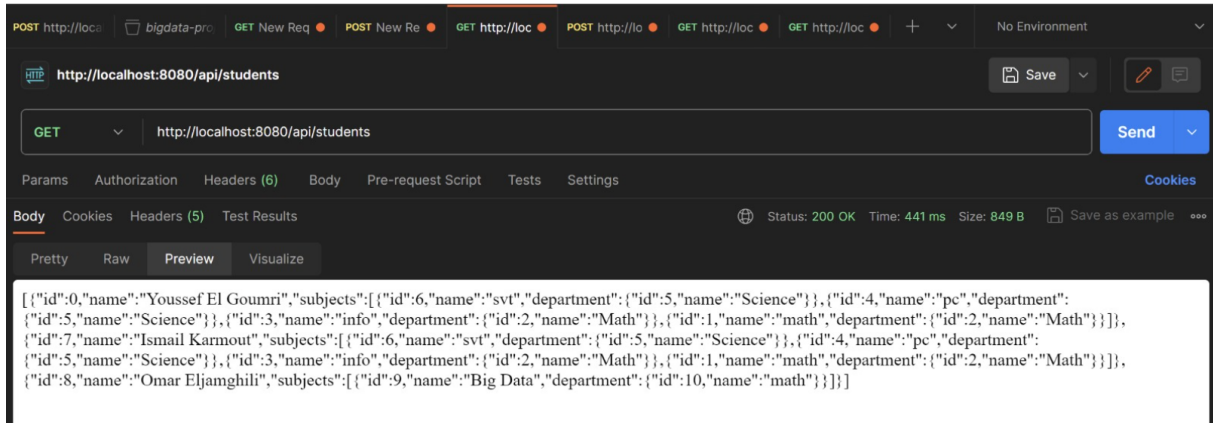 POST http://loca bigdata-pro GET New Req POST New Re GET http://loc POST http://lo GET http://loc GET http://loc + No Environment
HTTP http://localhost:8080/api/students Save
GET http://localhost:8080/api/students Send
Params Authorization Headers (6) Body Pre-request Script Tests Settings Cookies
Body Cookies Headers (5) Test Results Status: 200 OK Time: 441 ms Size: 849 B Save as example
Pretty Raw Preview Visualize
[{"id":0,"name":"Youssef El Goumri","subjects":[{"id":6,"name":"svt","department":{"id":5,"name":"Science"}},{"id":4,"name":"pc","department":
{"id":5,"name":"Science"}},{"id":3,"name":"info","department":{"id":2,"name":"Math"}},{"id":1,"name":"math","department":{"id":2,"name":"Math"}}]},
{"id":7,"name":"Ismail Karmout","subjects":[{"id":6,"name":"svt","department":{"id":5,"name":"Science"}},{"id":4,"name":"pc","department":
{"id":5,"name":"Science"}},{"id":3,"name":"info","department":{"id":2,"name":"Math"}},{"id":1,"name":"math","department":{"id":2,"name":"Math"}}]},
{"id":8,"name":"Omar Eljamghili","subjects":[{"id":9,"name":"Big Data","department":{"id":10,"name":"math"}}]}]